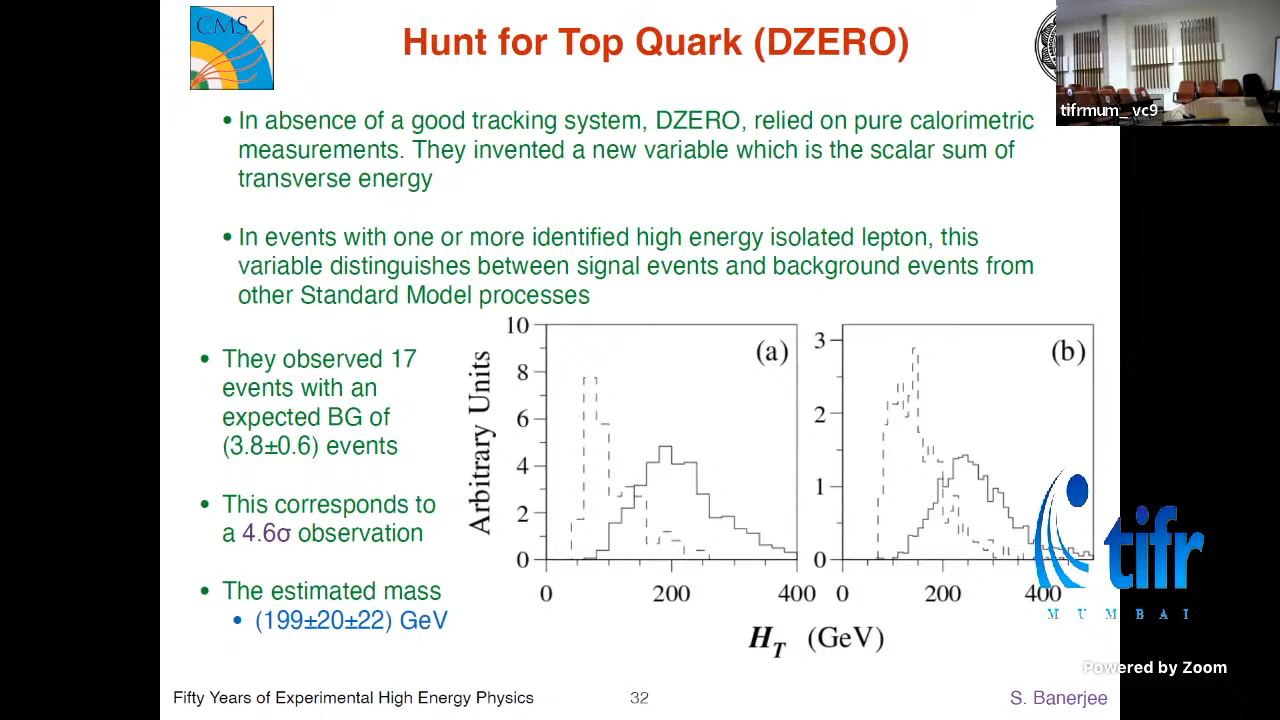 CMS
Hunt for Top Quark (DZERO)
tifrmum_ vc9
• In absence of a good tracking system, DZERO, relied on pure calorimetric
measurements. They invented a new variable which is the scalar sum of
transverse energy
• In events with one or more identified high energy isolated lepton, this
variable distinguishes between signal events and background events from
other Standard Model processes
• They observed 17
events with an
expected BG of
(3.8±0.6) events
• This corresponds to
a 4.6σ observation
• The estimated mass
• (199±20±22) GeV
Arbitrary Units
10
8
6
4
2
0
(a)
0 200 400
3
2
1
0
(b)
0 200 400
H_T (GeV)
tifr
MUMBAI
Powered by Zoom
Fifty Years of Experimental High Energy Physics
32
S. Banerjee